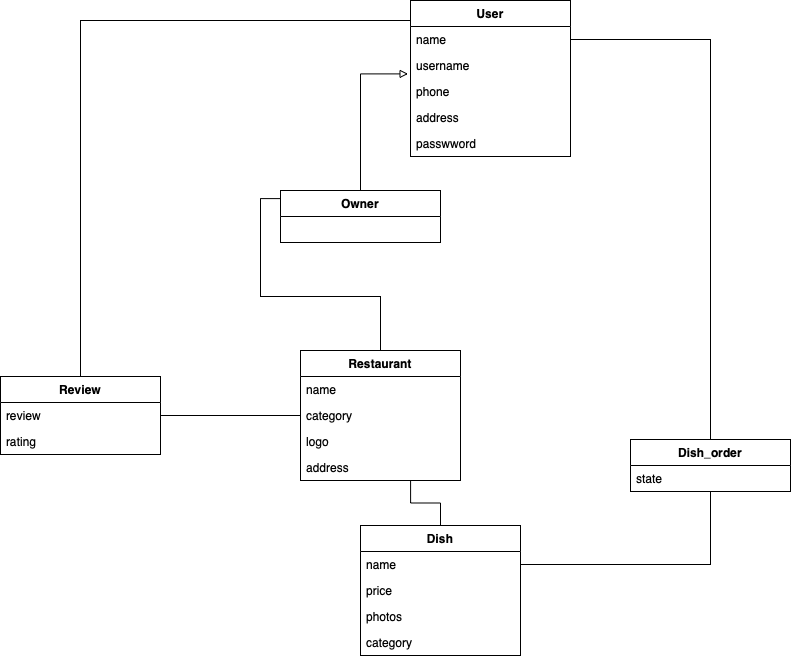 User
name
username
phone
address
passwword
Owner
Restaurant
name
category
logo
address
Review
review
rating
Dish_order
state
Dish
name
price
photos
category